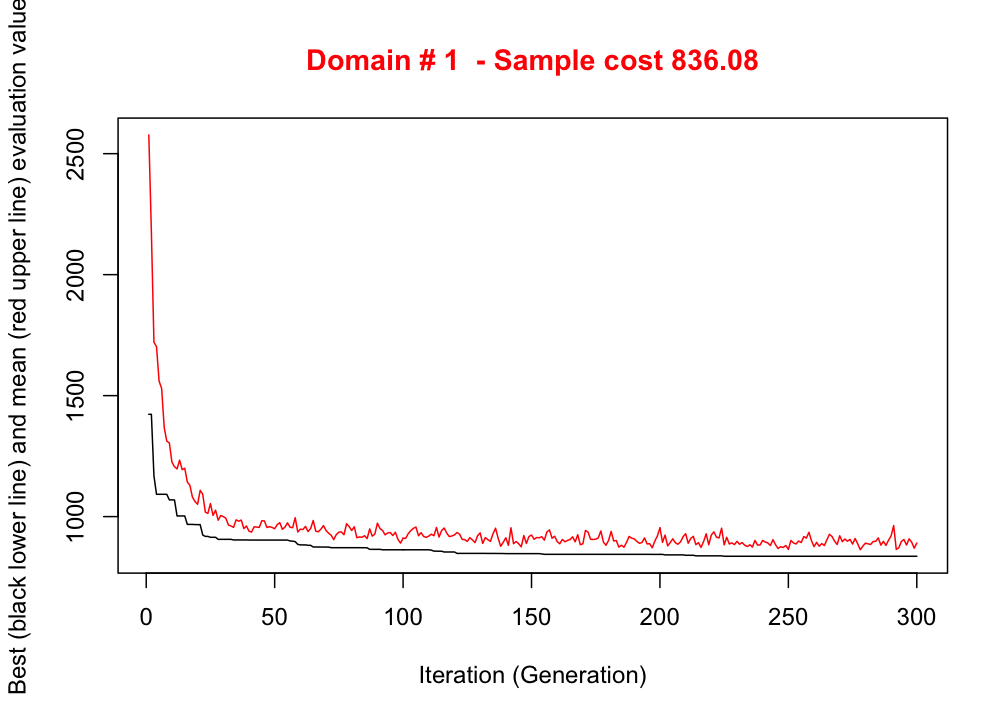 Domain # 1  - Sample cost 836.08
Best (black lower line) and mean (red upper line) evaluation value
2500
2000
1500
1000
0 50 100 150 200 250 300
Iteration (Generation)